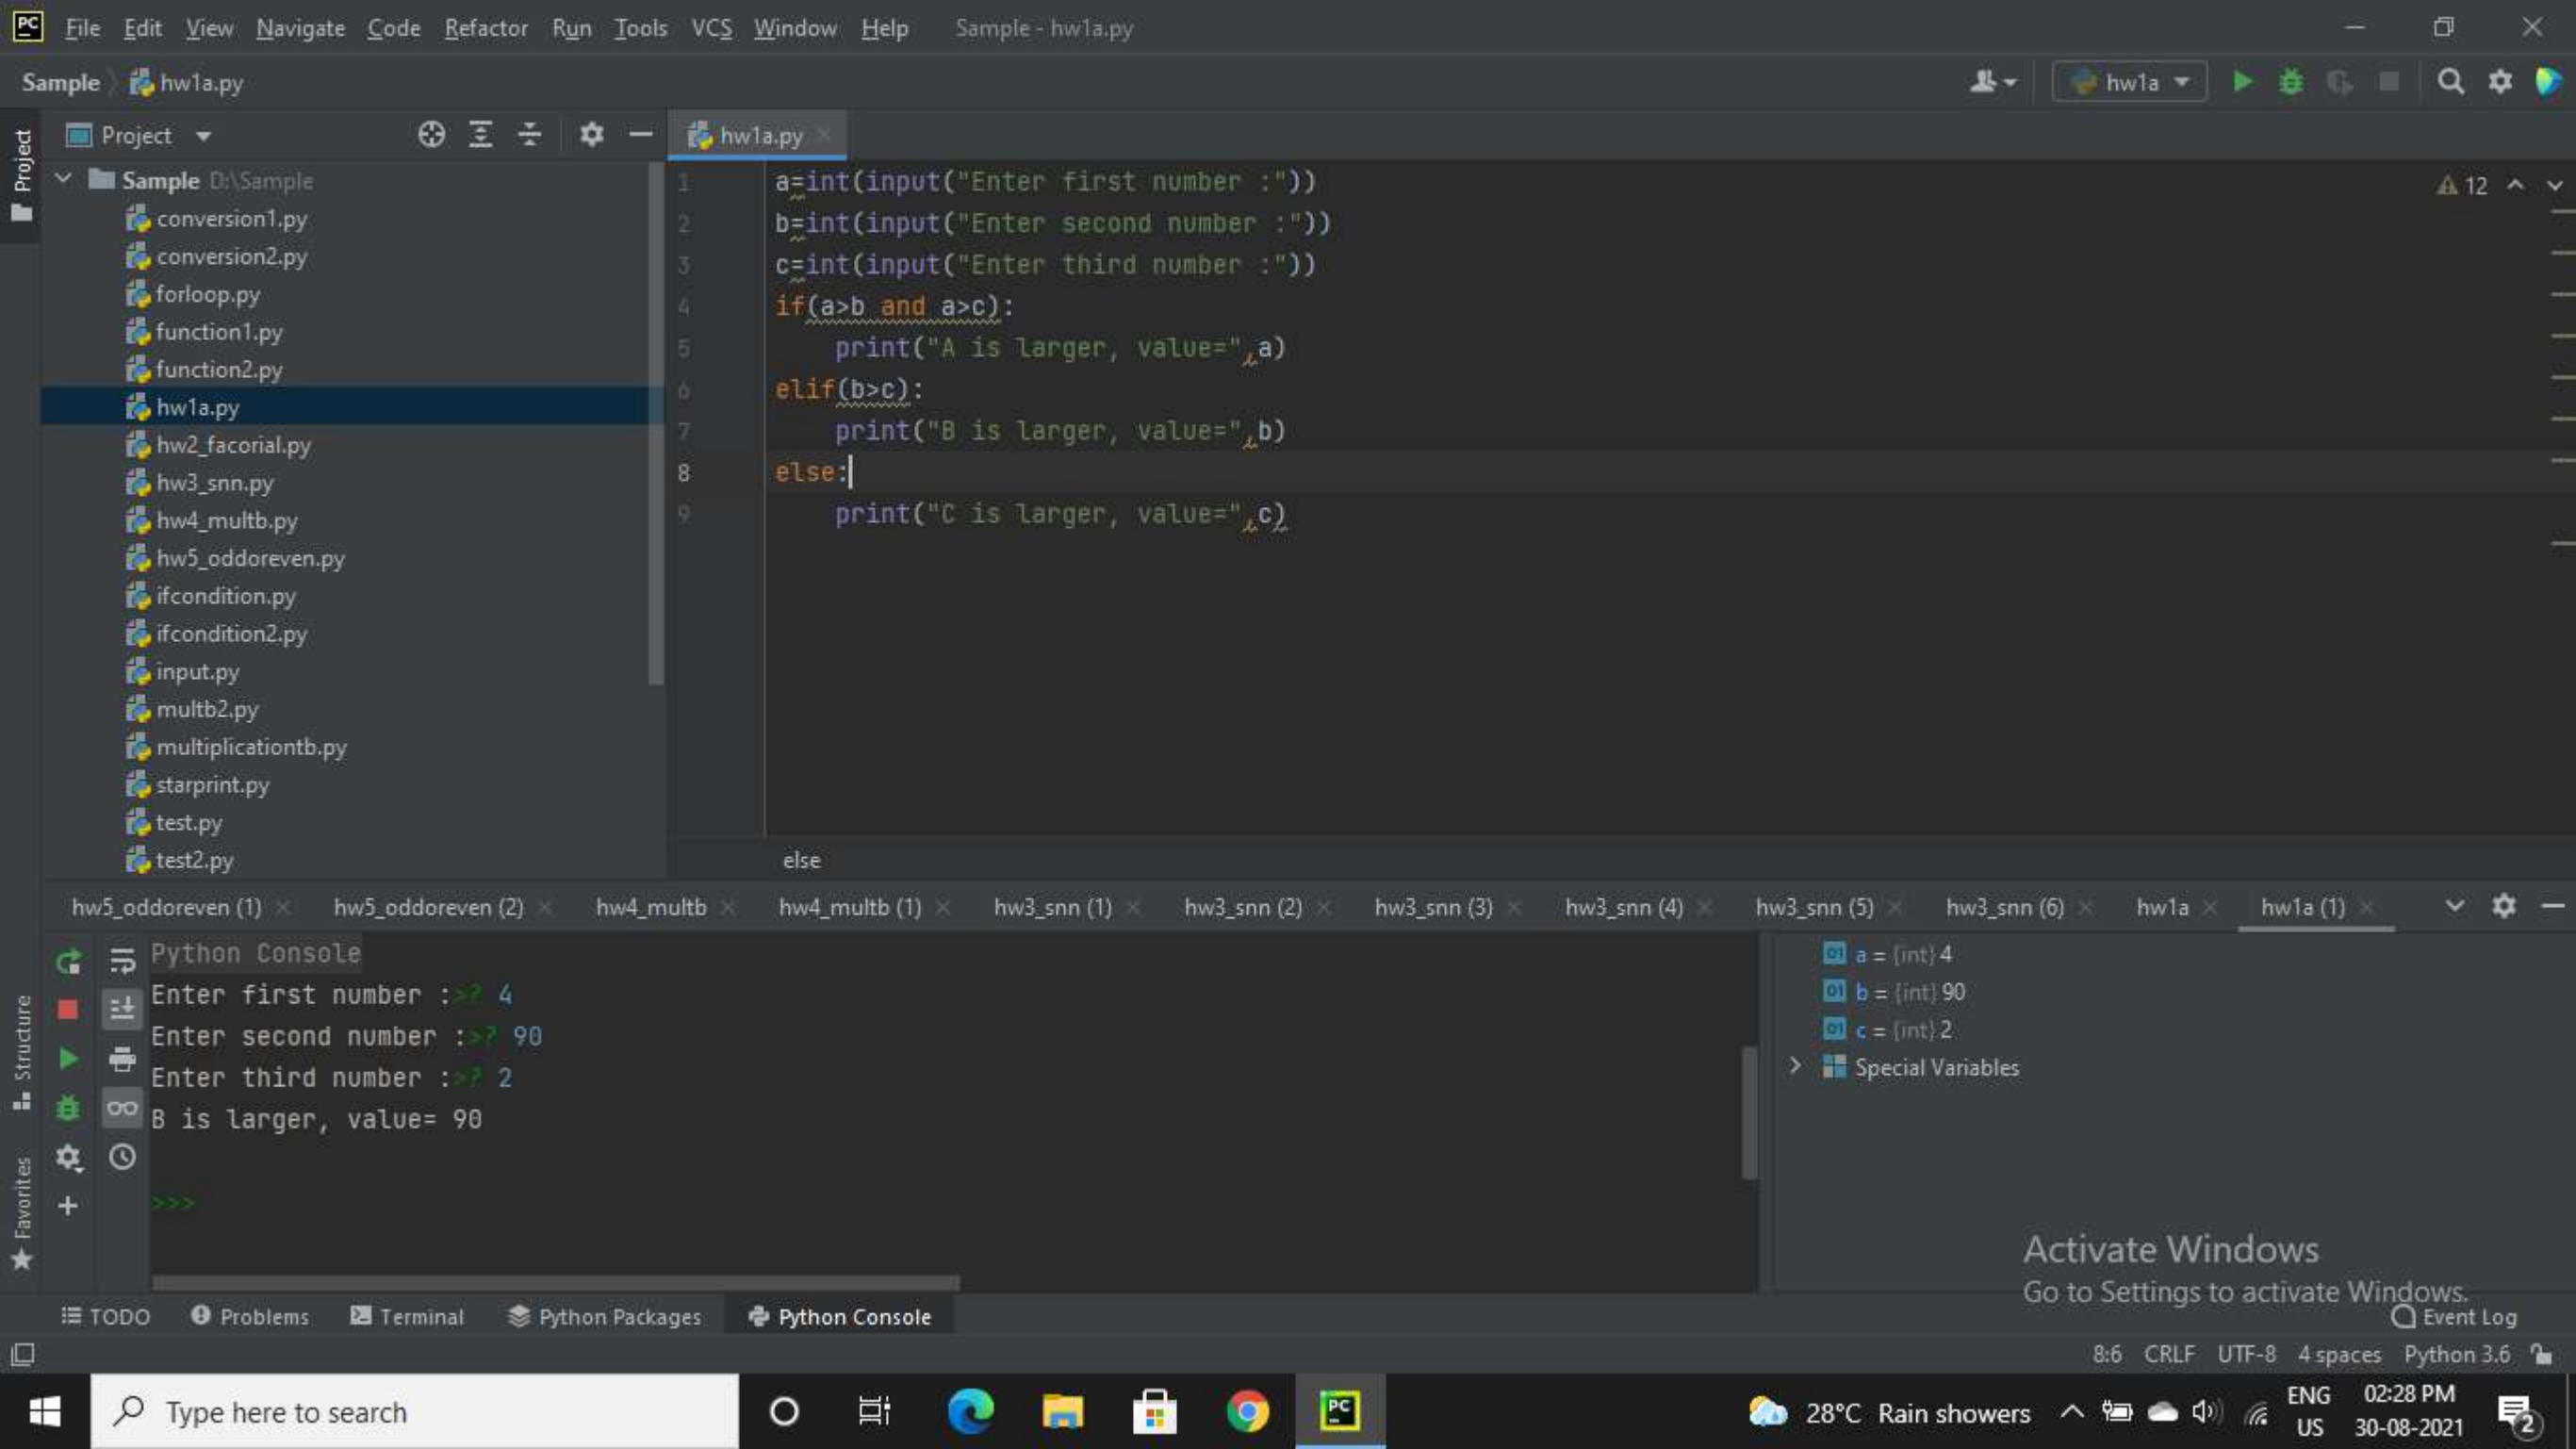 PC File Edit View Navigate Code Refactor Run Tools VCS Window Help Sample - hw1a.py
Sample hw1a.py hw1a
Project
Project
hw1a.py
Sample D:\Sample
conversion1.py
conversion2.py
forloop.py
function1.py
function2.py
hw1a.py
hw2_facorial.py
hw3_snn.py
hw4_multb.py
hw5_oddoreven.py
ifcondition.py
ifcondition2.py
input.py
multb2.py
multiplicationtb.py
starprint.py
test.py
test2.py
1 a=int(input("Enter first number :"))
2 b=int(input("Enter second number :"))
3 c=int(input("Enter third number :"))
4 if(a>b and a>c):
5     print("A is larger, value=",a)
6 elif(b>c):
7     print("B is larger, value=",b)
8 else:
9     print("C is larger, value=",c)
12
else
hw5_oddoreven (1) hw5_oddoreven (2) hw4_multb hw4_multb (1) hw3_snn (1) hw3_snn (2) hw3_snn (3) hw3_snn (4) hw3_snn (5) hw3_snn (6) hw1a hw1a (1)
Python Console
Enter first number :>? 4
Enter second number :>? 90
Enter third number :>? 2
B is larger, value= 90
>>>
01 a = {int} 4
01 b = {int} 90
01 c = {int} 2
Special Variables
Structure
Favorites
Activate Windows
Go to Settings to activate Windows.
TODO Problems Terminal Python Packages Python Console Event Log
8:6 CRLF UTF-8 4 spaces Python 3.6
Type here to search
PC
28°C Rain showers
ENG
US
02:28 PM
30-08-2021
2